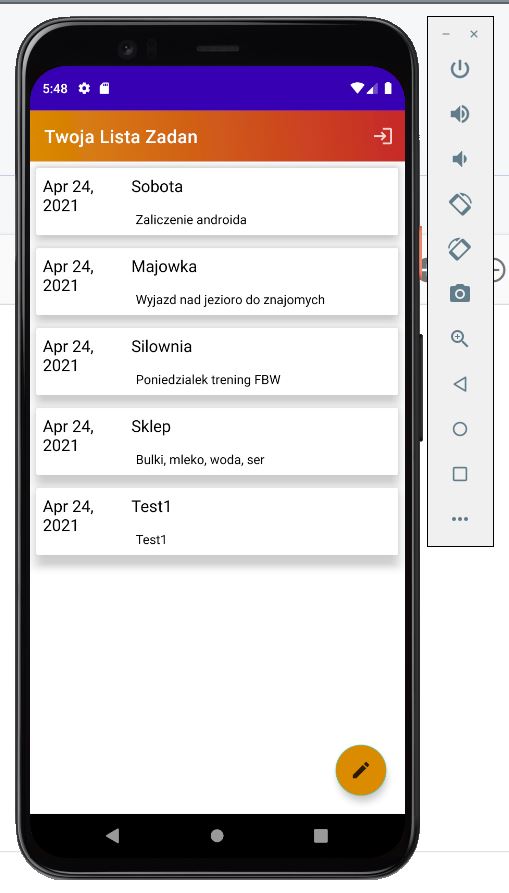 5:48
Twoja Lista Zadan
Apr 24, 2021
Sobota
Zaliczenie androida
Apr 24, 2021
Majowka
Wyjazd nad jezioro do znajomych
Apr 24, 2021
Silownia
Poniedzialek trening FBW
Apr 24, 2021
Sklep
Bulki, mleko, woda, ser
Apr 24, 2021
Test1
Test1